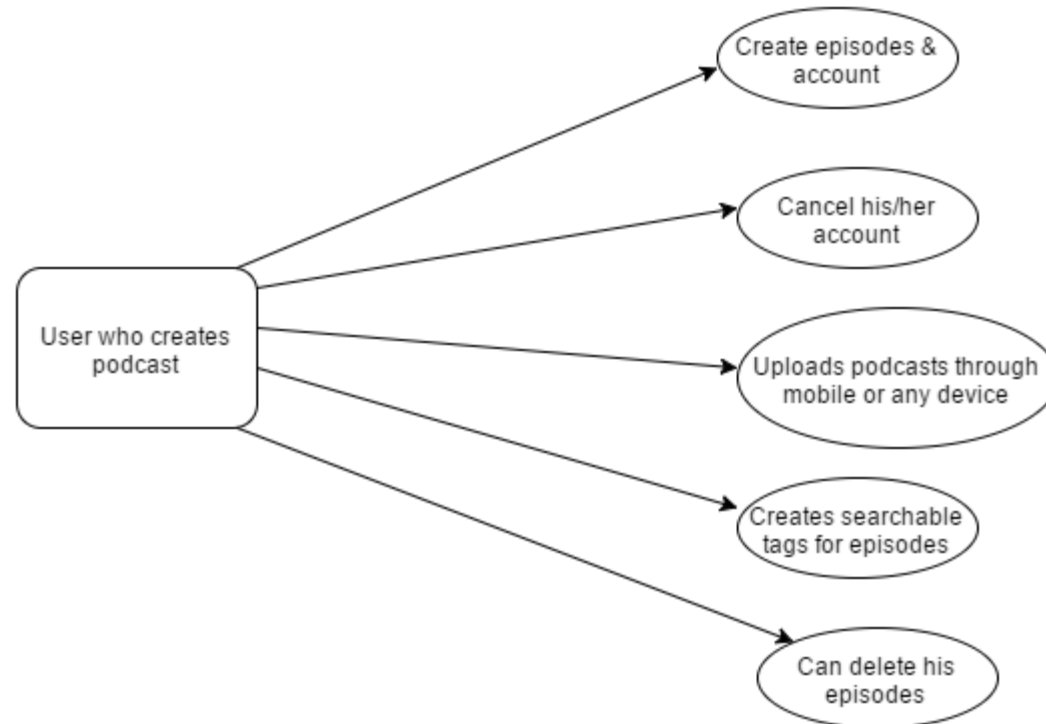 Create episodes &
account
Cancel his/her
account
User who creates
podcast
Uploads podcasts through
mobile or any device
Creates searchable
tags for episodes
Can delete his
episodes